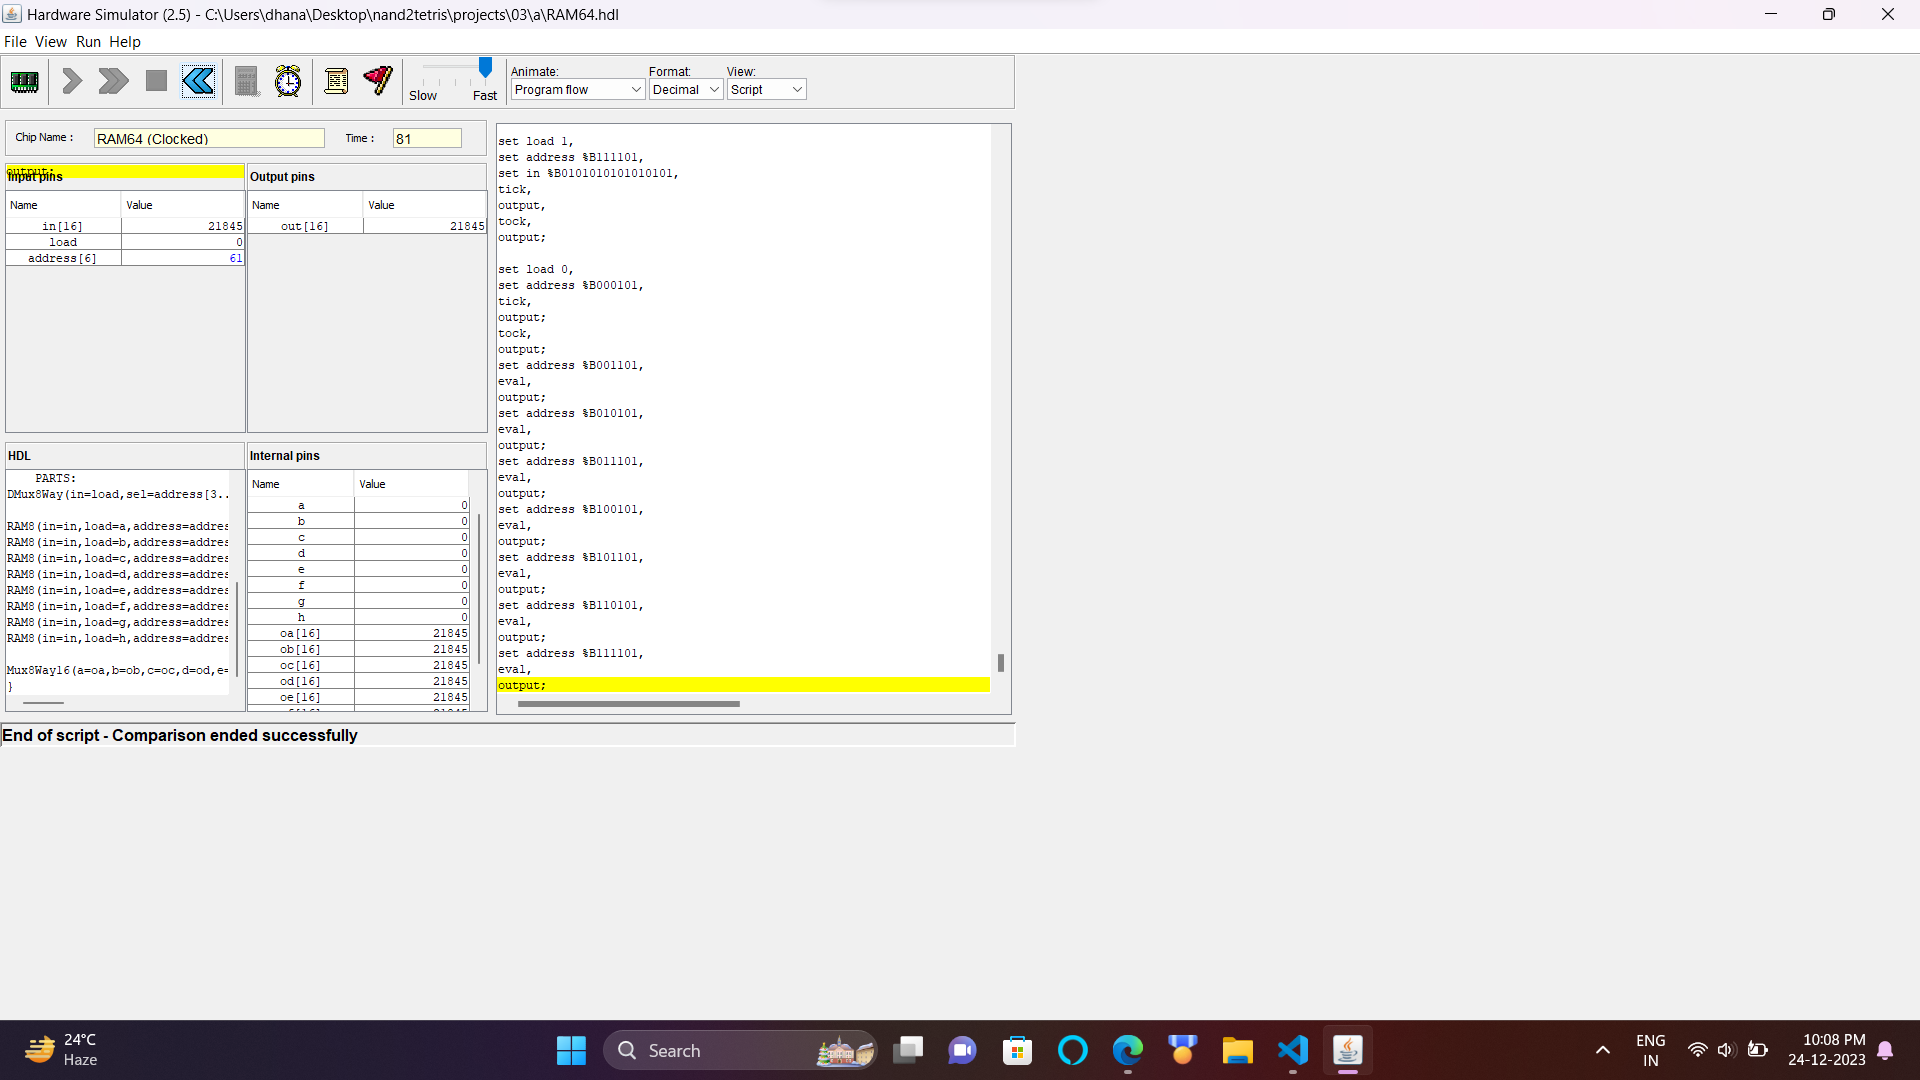 Hardware Simulator (2.5) - C:\Users\dhana\Desktop\nand2tetris\projects\03\a\RAM64.hdl
File View Run Help
Slow Fast
Animate: Format: View:
Program flow Decimal Script
Chip Name : RAM64 (Clocked) Time : 81
output;
Input pins
Name Value
in[16] 21845
load 0
address[6] 61
Output pins
Name Value
out[16] 21845
HDL
PARTS:
DMux8Way(in=load,sel=address[3..
RAM8(in=in,load=a,address=addres
RAM8(in=in,load=b,address=addres
RAM8(in=in,load=c,address=addres
RAM8(in=in,load=d,address=addres
RAM8(in=in,load=e,address=addres
RAM8(in=in,load=f,address=addres
RAM8(in=in,load=g,address=addres
RAM8(in=in,load=h,address=addres
Mux8Way16(a=oa,b=ob,c=oc,d=od,e=
}
Internal pins
Name Value
a 0
b 0
c 0
d 0
e 0
f 0
g 0
h 0
oa[16] 21845
ob[16] 21845
oc[16] 21845
od[16] 21845
oe[16] 21845
set load 1,
set address %B111101,
set in %B0101010101010101,
tick,
output,
tock,
output;
set load 0,
set address %B000101,
tick,
output;
tock,
output;
set address %B001101,
eval,
output;
set address %B010101,
eval,
output;
set address %B011101,
eval,
output;
set address %B100101,
eval,
output;
set address %B101101,
eval,
output;
set address %B110101,
eval,
output;
set address %B111101,
eval,
output;
End of script - Comparison ended successfully
24°C
Haze
Search
ENG
IN
10:08 PM
24-12-2023